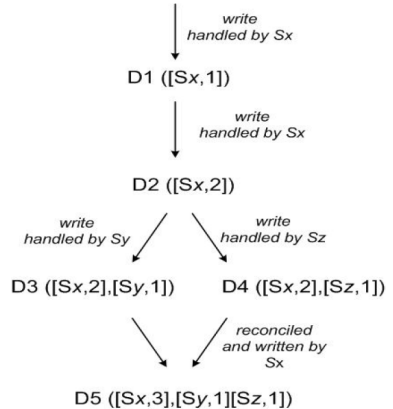 write
handled by Sx
D1 ([Sx,1])
write
handled by Sx
D2 ([Sx,2])
write
handled by Sy
write
handled by Sz
D3 ([Sx,2],[Sy,1])
D4 ([Sx,2],[Sz,1])
reconciled
and written by
Sx
D5 ([Sx,3],[Sy,1][Sz,1])